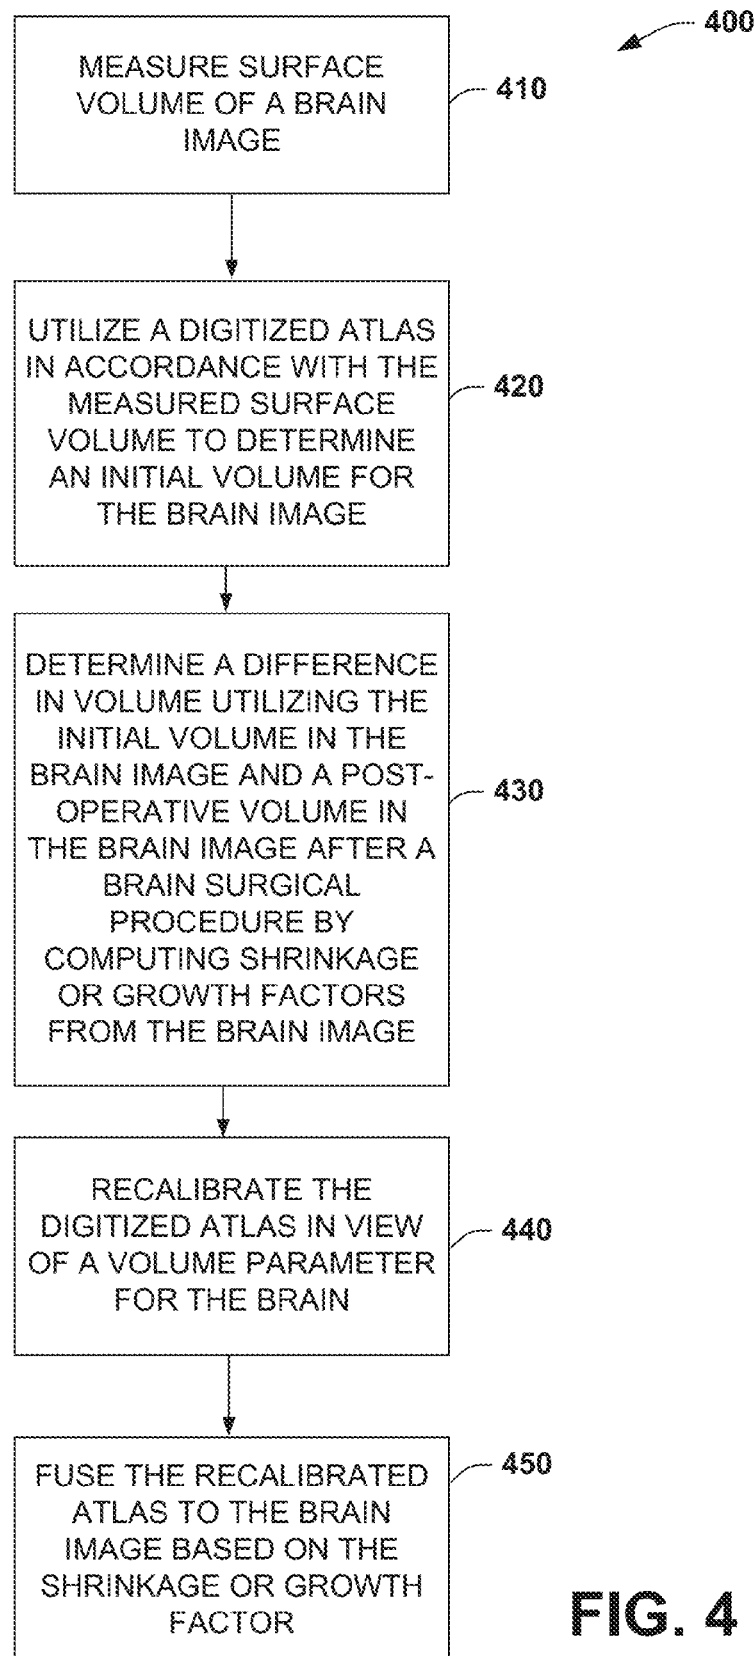 400
MEASURE SURFACE
VOLUME OF A BRAIN
IMAGE
410
UTILIZE A DIGITIZED ATLAS
IN ACCORDANCE WITH THE
MEASURED SURFACE
VOLUME TO DETERMINE
AN INITIAL VOLUME FOR
THE BRAIN IMAGE
420
DETERMINE A DIFFERENCE
IN VOLUME UTILIZING THE
INITIAL VOLUME IN THE
BRAIN IMAGE AND A POST-
OPERATIVE VOLUME IN
THE BRAIN IMAGE AFTER A
BRAIN SURGICAL
PROCEDURE BY
COMPUTING SHRINKAGE
OR GROWTH FACTORS
FROM THE BRAIN IMAGE
430
RECALIBRATE THE
DIGITIZED ATLAS IN VIEW
OF A VOLUME PARAMETER
FOR THE BRAIN
440
FUSE THE RECALIBRATED
ATLAS TO THE BRAIN
IMAGE BASED ON THE
SHRINKAGE OR GROWTH
FACTOR
450
FIG. 4